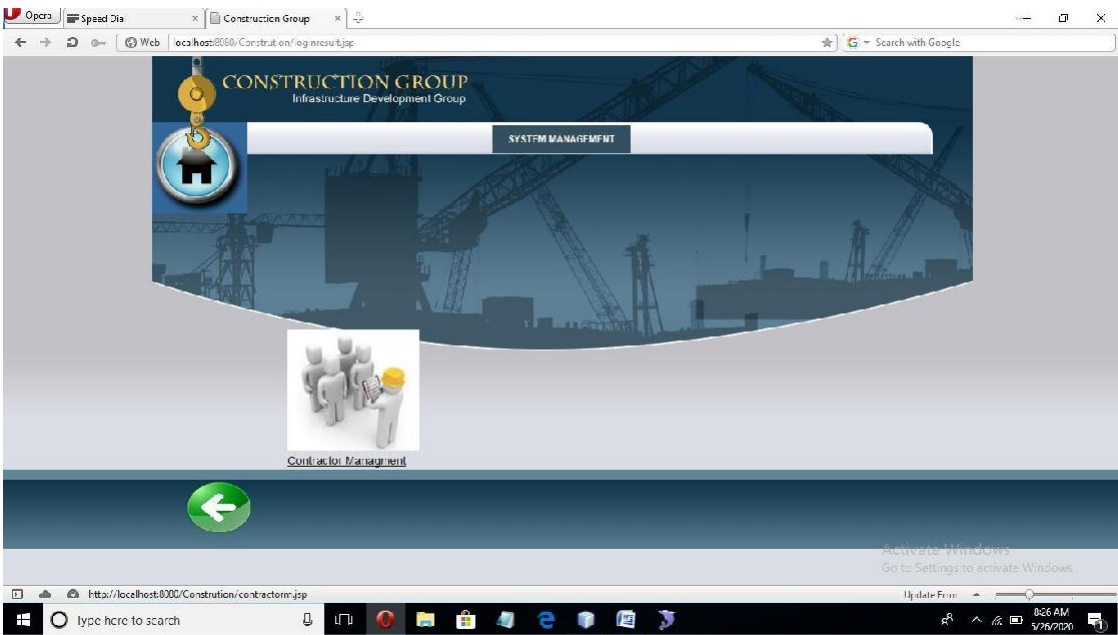 Opera
Speed Dial
Construction Group
Web
localhost:8080/Constrution/loginresult.jsp
Search with Google
CONSTRUCTION GROUP
Infrastructure Development Group
SYSTEM MANAGEMENT
Contractor Managment
Activate Windows
Go to Settings to activate Windows.
http://localhost:8080/Constrution/contractorm.jsp
Type here to search
8:26 AM
5/26/2020